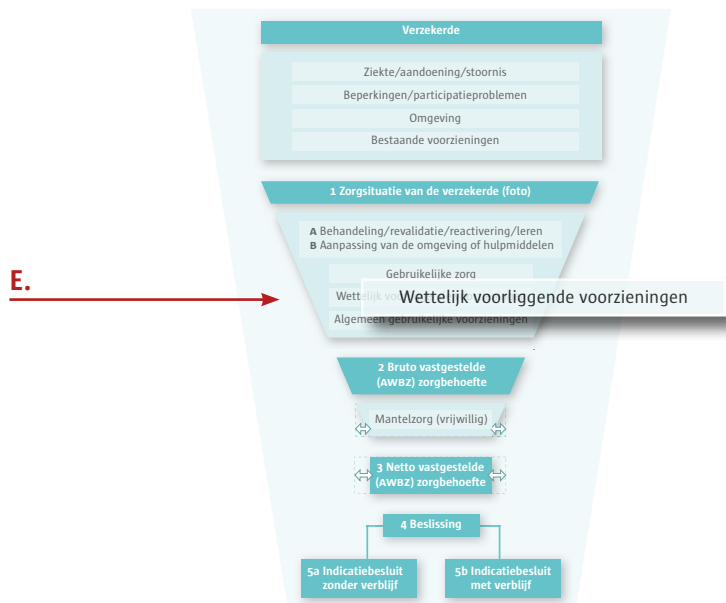 Verzekerde
Ziekte/aandoening/stoornis
Beperkingen/participatieproblemen
Omgeving
Bestaande voorzieningen
1 Zorgsituatie van de verzekerde (foto)
A Behandeling/revalidatie/reactivering/leren
B Aanpassing van de omgeving of hulpmiddelen
Gebruikelijke zorg
E.
Wettelijk voorliggende voorzieningen
Algemeen gebruikelijke voorzieningen
2 Bruto vastgestelde
(AWBZ) zorgbehoefte
Mantelzorg (vrijwillig)
3 Netto vastgestelde
(AWBZ) zorgbehoefte
4 Beslissing
5a Indicatiebesluit
zonder verblijf
5b Indicatiebesluit
met verblijf